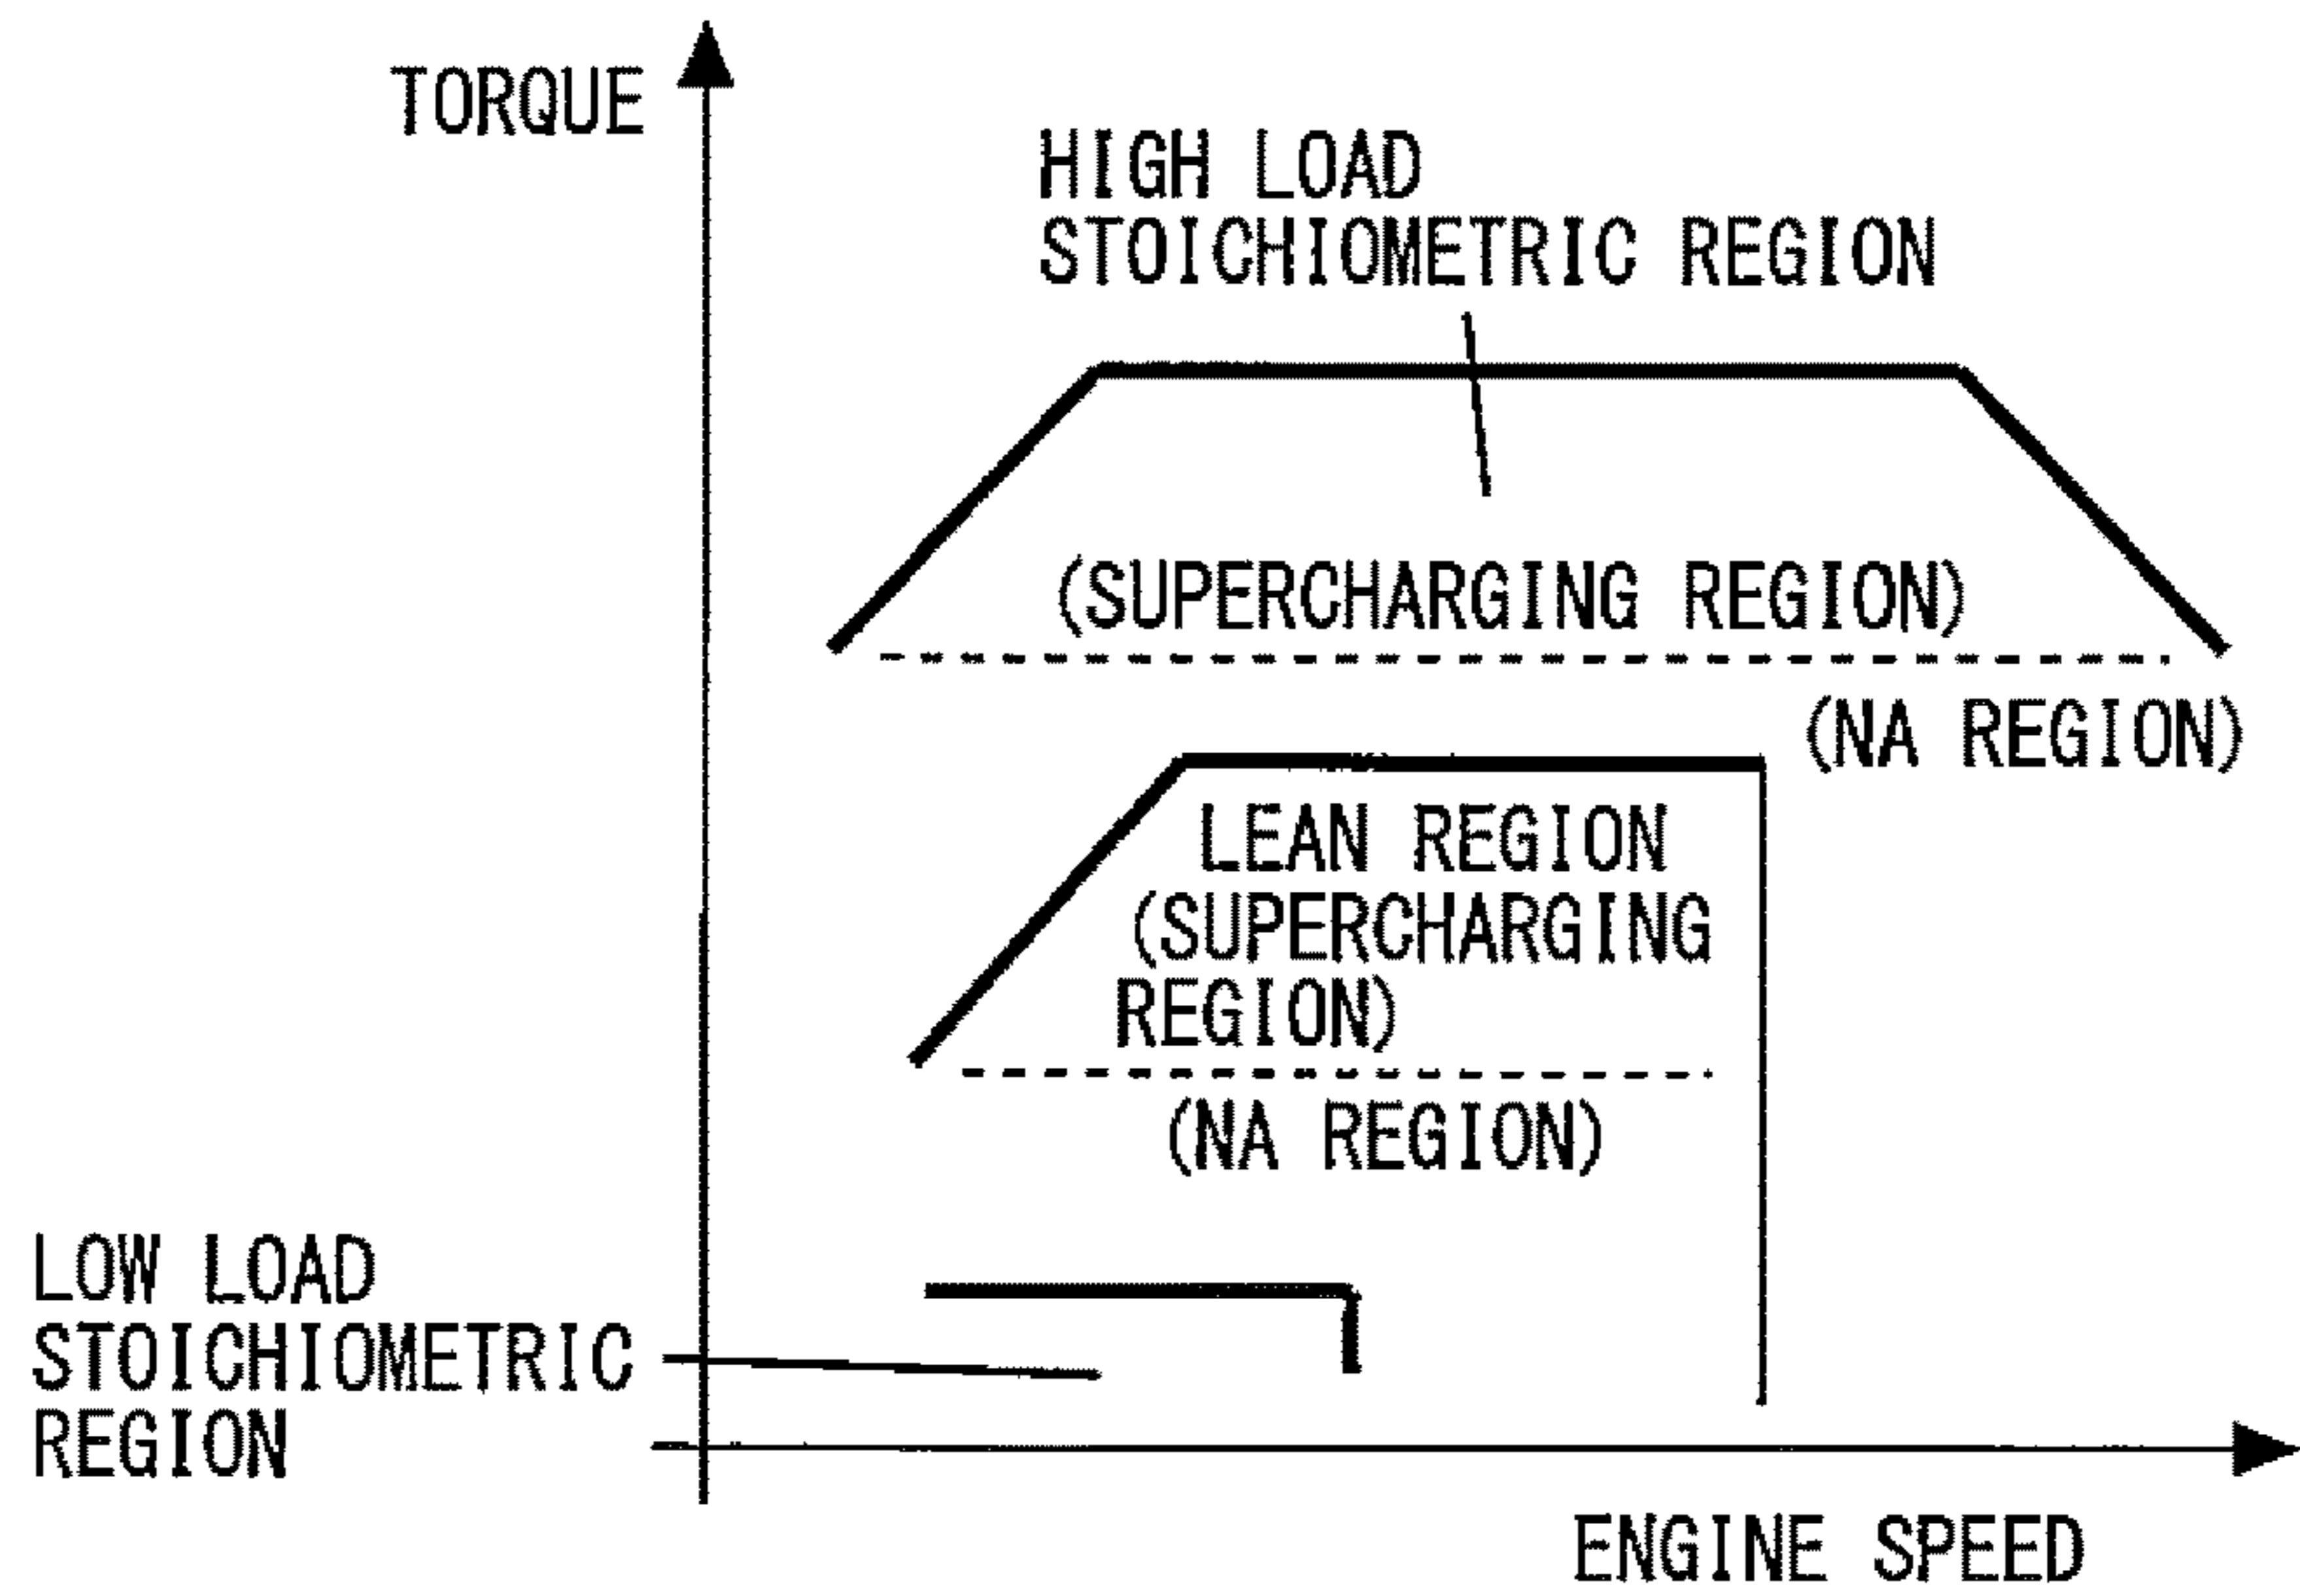 TORQUE
HIGH LOAD
STOICHIOMETRIC REGION
(SUPERCHARGING REGION)
(NA REGION)
LEAN REGION
(SUPERCHARGING
REGION)
(NA REGION)
LOW LOAD
STOICHIOMETRIC
REGION
ENGINE SPEED